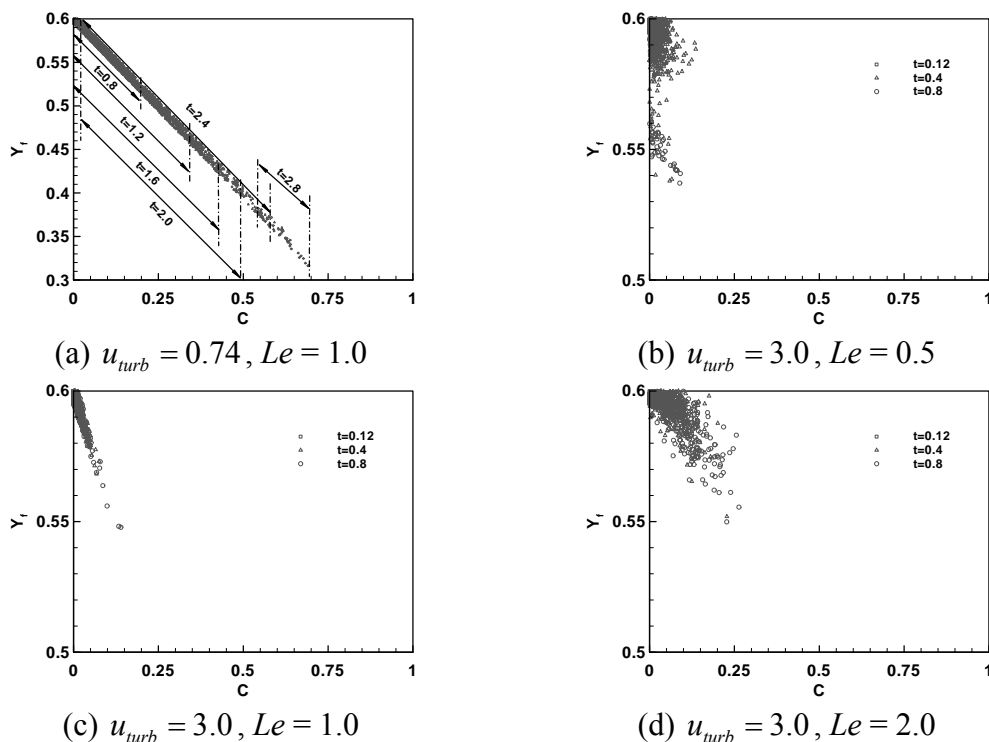 0.6
0.55
0.5
0.45
0.4
0.35
0.3
Y_f
t=0.8
t=1.2
t=1.6
t=2.0
t=2.4
t=2.8
0 0.25 0.5 0.75 1
C
(a) u_turb = 0.74, Le = 1.0
0.6
0.55
0.5
Y_f
t=0.12
t=0.4
t=0.8
0 0.25 0.5 0.75 1
C
(b) u_turb = 3.0, Le = 0.5
0.6
0.55
0.5
Y_f
t=0.12
t=0.4
t=0.8
0 0.25 0.5 0.75 1
C
(c) u_turb = 3.0, Le = 1.0
0.6
0.55
0.5
Y_f
t=0.12
t=0.4
t=0.8
0 0.25 0.5 0.75 1
C
(d) u_turb = 3.0, Le = 2.0